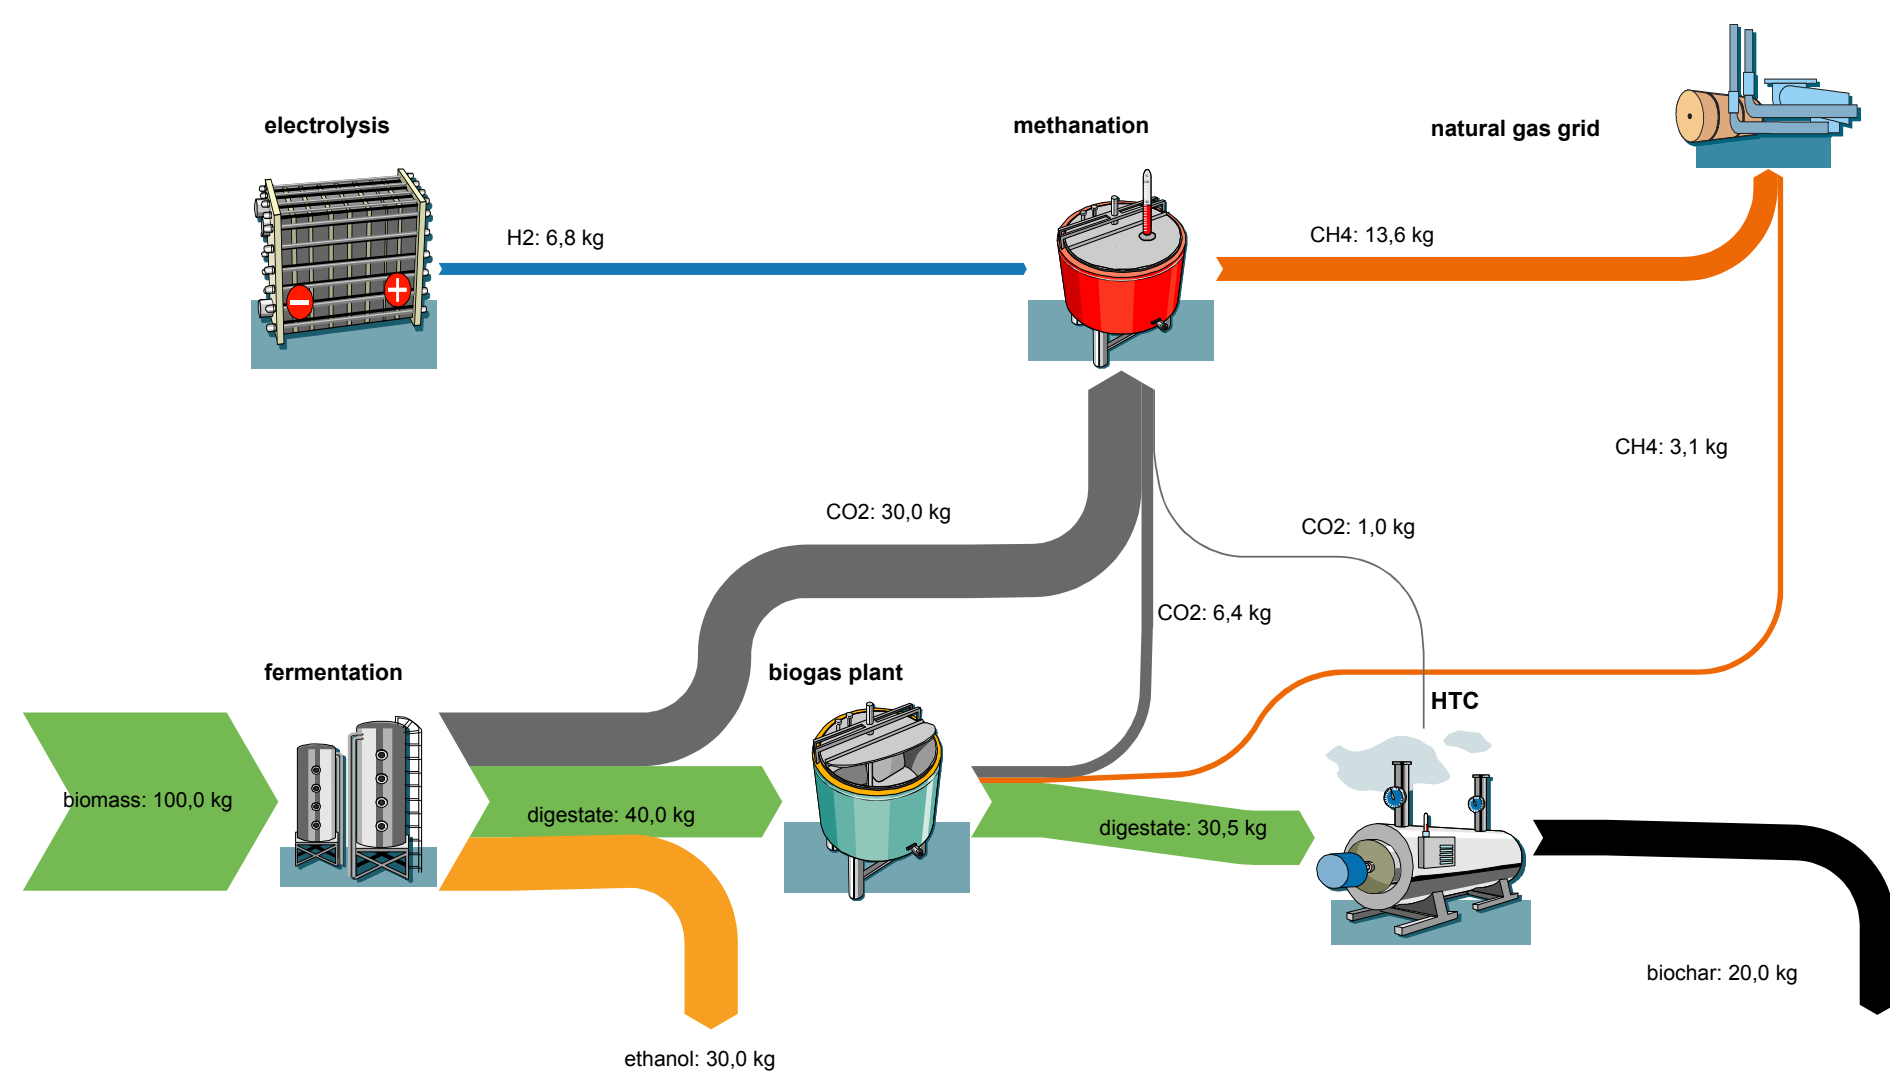 electrolysis
methanation
natural gas grid
H2: 6,8 kg
CH4: 13,6 kg
CH4: 3,1 kg
CO2: 30,0 kg
CO2: 1,0 kg
CO2: 6,4 kg
fermentation
biogas plant
HTC
biomass: 100,0 kg
digestate: 40,0 kg
digestate: 30,5 kg
biochar: 20,0 kg
ethanol: 30,0 kg